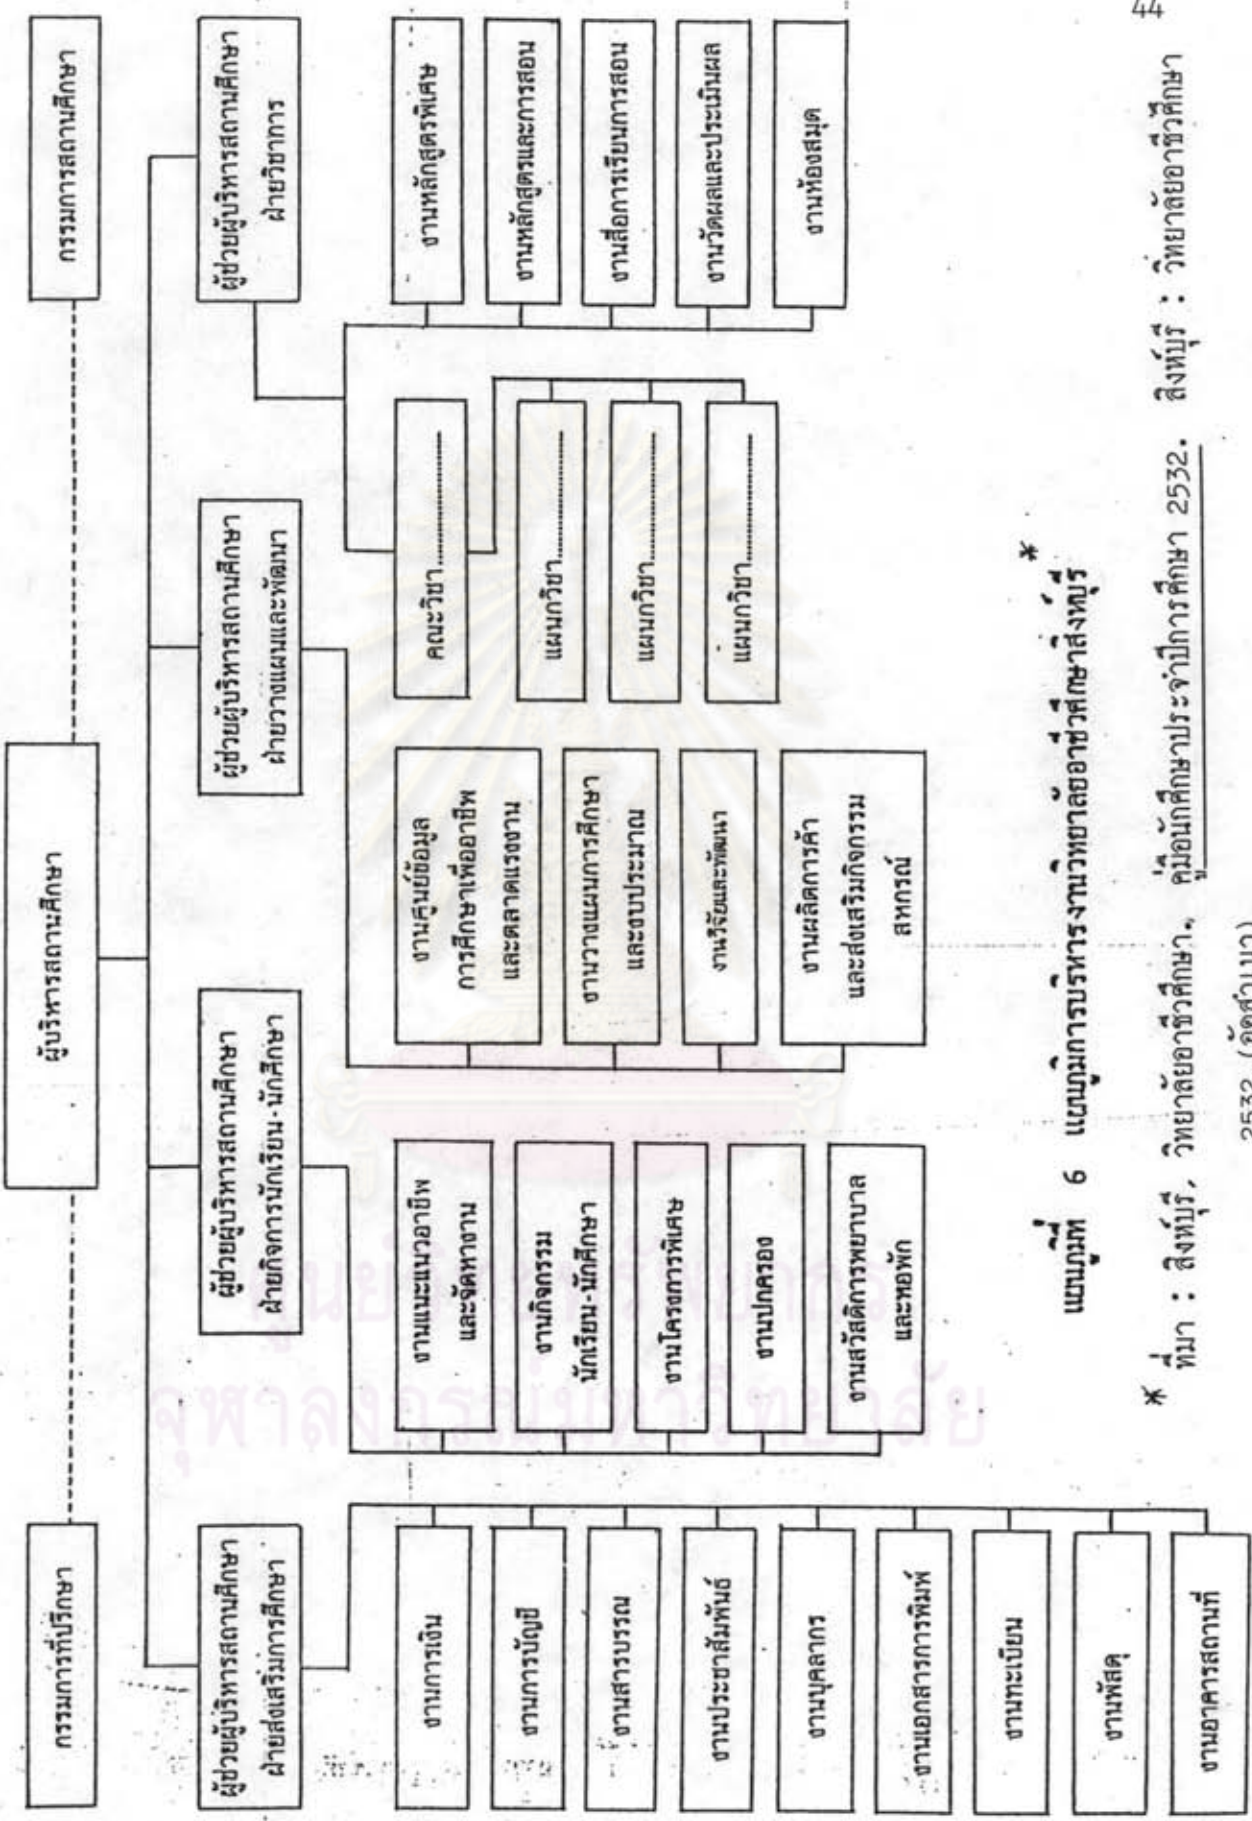 44
ผู้บริหารสถานศึกษา
กรรมการที่ปรึกษา
กรรมการสถานศึกษา
ผู้ช่วยผู้บริหารสถานศึกษา
ฝ่ายส่งเสริมการศึกษา
งานการเงิน
งานการบัญชี
งานสารบรรณ
งานประชาสัมพันธ์
งานบุคลากร
งานเอกสารการพิมพ์
งานทะเบียน
งานพัสดุ
งานอาคารสถานที่
ผู้ช่วยผู้บริหารสถานศึกษา
ฝ่ายกิจการนักเรียน-นักศึกษา
งานแนะแนวอาชีพ
และจัดหางาน
งานกิจกรรม
นักเรียน-นักศึกษา
งานโครงการพิเศษ
งานปกครอง
งานสวัสดิการพยาบาล
และหอพัก
ผู้ช่วยผู้บริหารสถานศึกษา
ฝ่ายวางแผนและพัฒนา
งานศูนย์ข้อมูล
การศึกษาเพื่ออาชีพ
และตลาดแรงงาน
งานวางแผนการศึกษา
และงบประมาณ
งานวิจัยและพัฒนา
งานผลิตการค้า
และส่งเสริมกิจกรรม
สหกรณ์
ผู้ช่วยผู้บริหารสถานศึกษา
ฝ่ายวิชาการ
คณะวิชา....................
แผนกวิชา....................
แผนกวิชา....................
แผนกวิชา....................
งานหลักสูตรพิเศษ
งานหลักสูตรและการสอน
งานสื่อการเรียนการสอน
งานวัดผลและประเมินผล
งานห้องสมุด
แผนภูมิที่ 6 แผนภูมิการบริหารงานวิทยาลัยอาชีวศึกษาสิงห์บุรี *
* ที่มา : สิงห์บุรี, วิทยาลัยอาชีวศึกษา. คู่มือนักศึกษาประจำปีการศึกษา 2532. สิงห์บุรี : วิทยาลัยอาชีวศึกษา
2532 (อัดสำเนา)
ศูนย์วิทยทรัพยากร
จุฬาลงกรณ์มหาวิทยาลัย